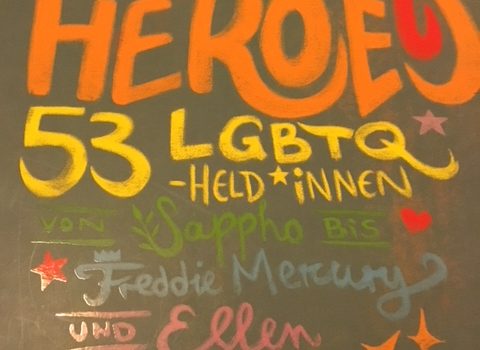 HEROES
53 LGBTQ
-HELD*iNNEN
VON Sappho BiS
Freddie Mercury
UND Ellen